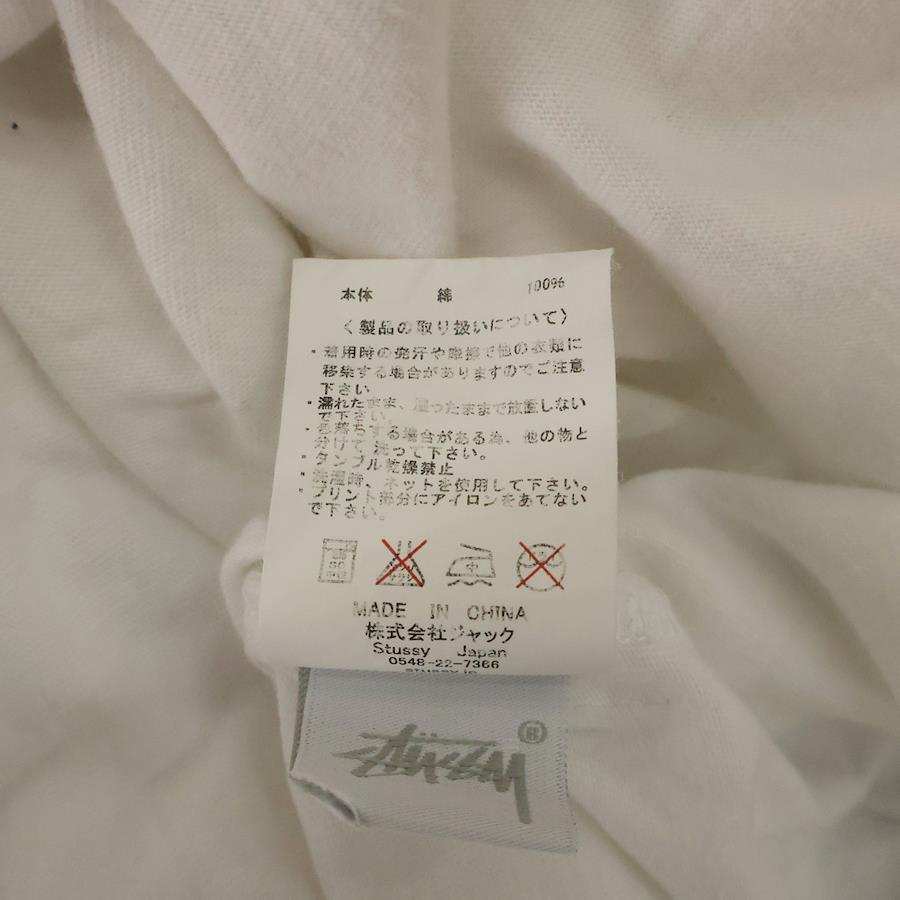 本体 綿 100%
〈製品の取り扱いについて〉
・着用時の発汗や摩擦で他の衣類に
移染する場合がありますのでご注意
下さい
・濡れたまま、湿ったままで放置しない
で下さい。
・色落ちする場合がある為、他の物と
分けて洗って下さい。
・タンブル乾燥禁止
・洗濯時、ネットを使用して下さい。
・プリント部分にアイロンをあてない
で下さい。
中
MADE IN CHINA
株式会社ジャック
Stussy Japan
0548-22-7366
STÜSSY ®